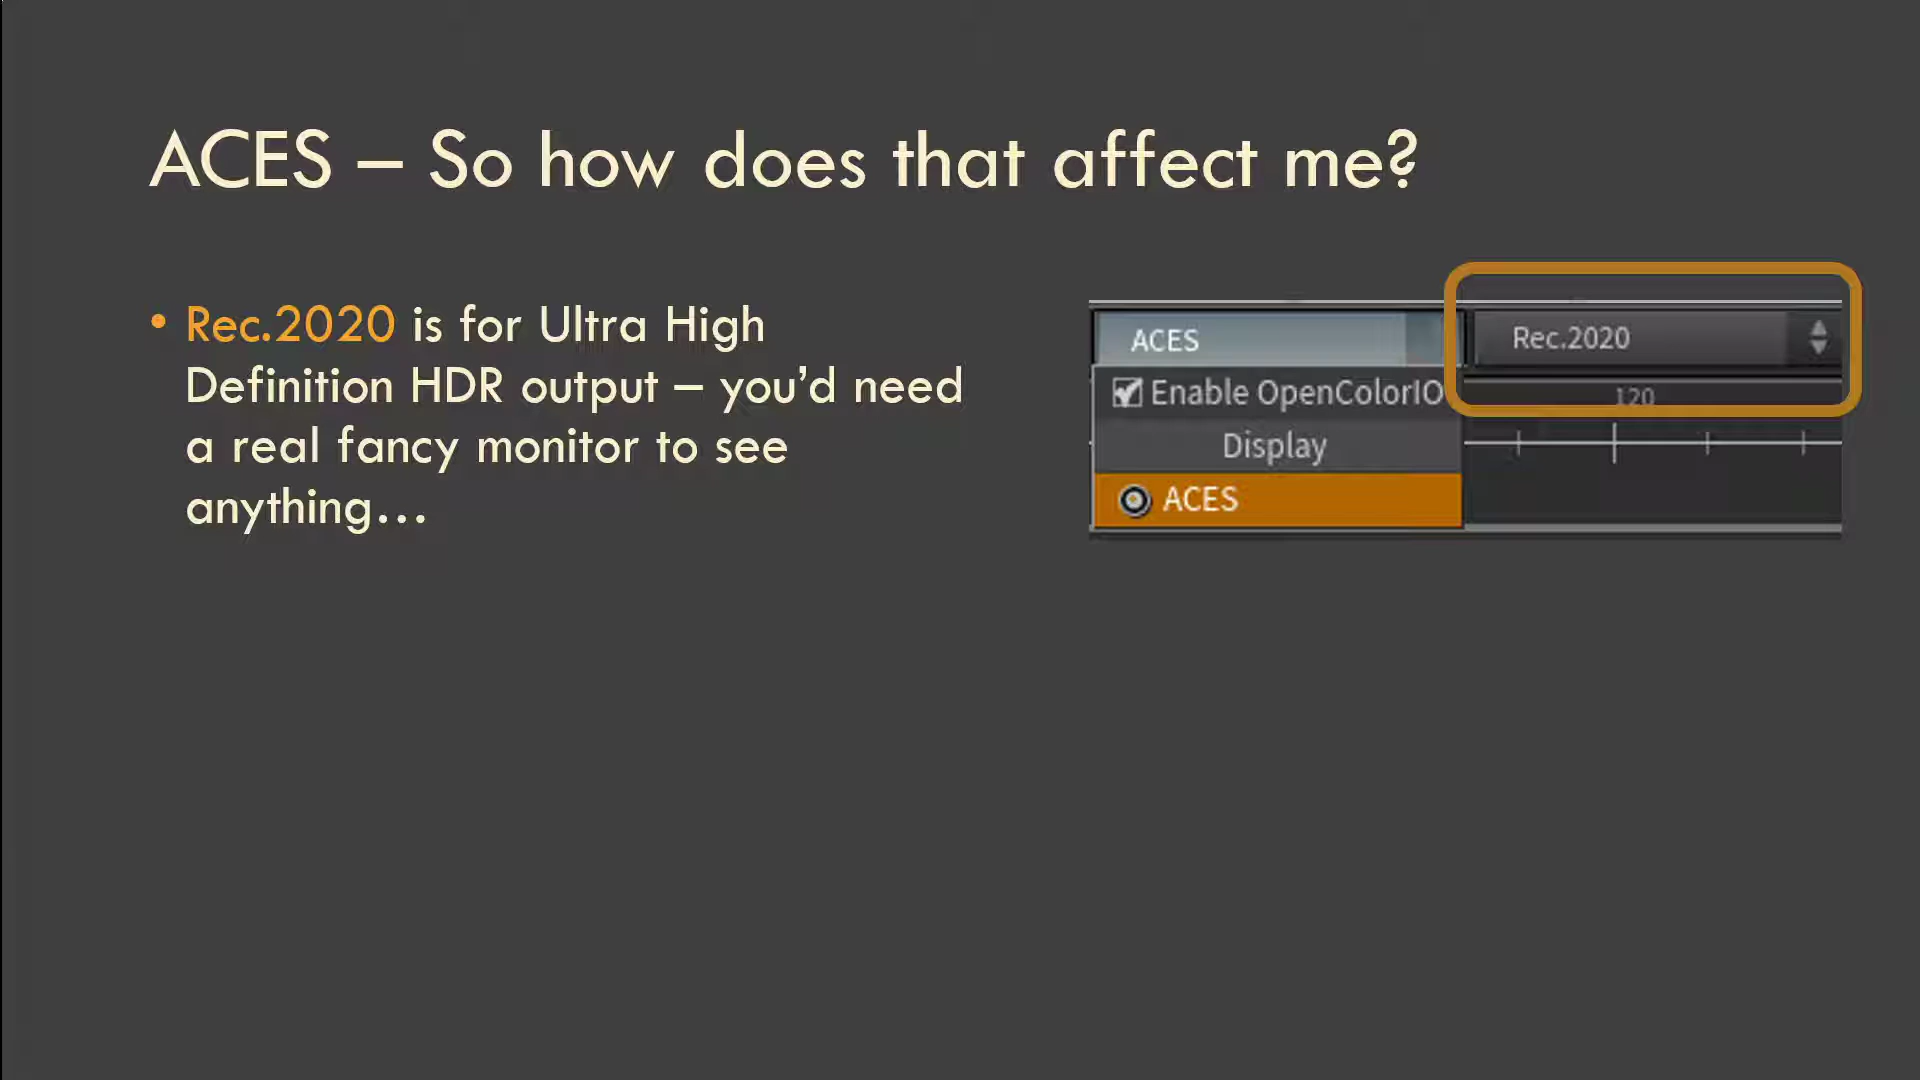 ACES – So how does that affect me?
• Rec.2020 is for Ultra High
Definition HDR output – you’d need
a real fancy monitor to see
anything…
ACES
Rec.2020
Enable OpenColorIO
120
Display
ACES